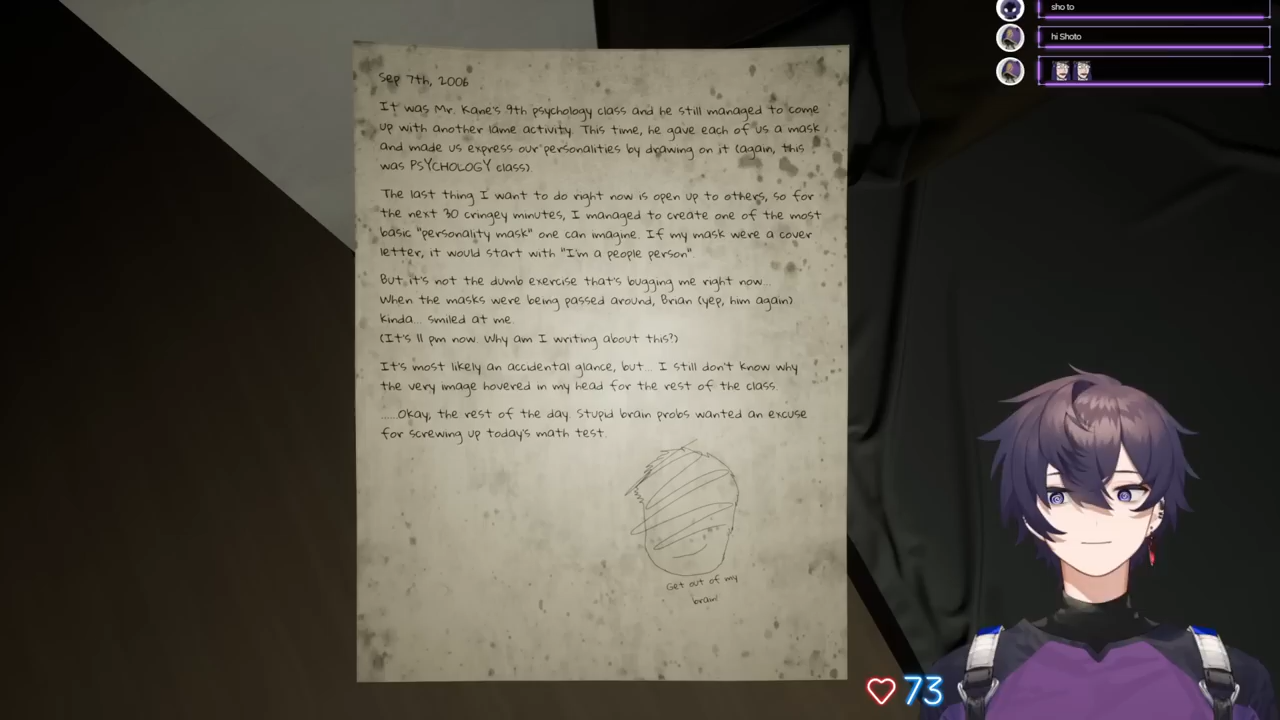 Sep 7th, 2006
It was Mr. Kane's 9th psychology class and he still managed to come
up with another lame activity. This time, he gave each of us a mask
and made us express our personalities by drawing on it (again, this
was PSYCHOLOGY class).
The last thing I want to do right now is open up to others, so for
the next 30 cringey minutes, I managed to create one of the most
basic "personality mask" one can imagine. If my mask were a cover
letter, it would start with "I'm a people person".
But it's not the dumb exercise that's bugging me right now...
When the masks were being passed around, Brian (yep, him again)
kinda... smiled at me.
(It's 11 pm now. Why am I writing about this?)
It's most likely an accidental glance, but... I still don't know why
the very image hovered in my head for the rest of the class.
......Okay, the rest of the day. Stupid brain probs wanted an excuse
for screwing up today's math test.
Get out of my
brain!
sho to
hi Shoto
73